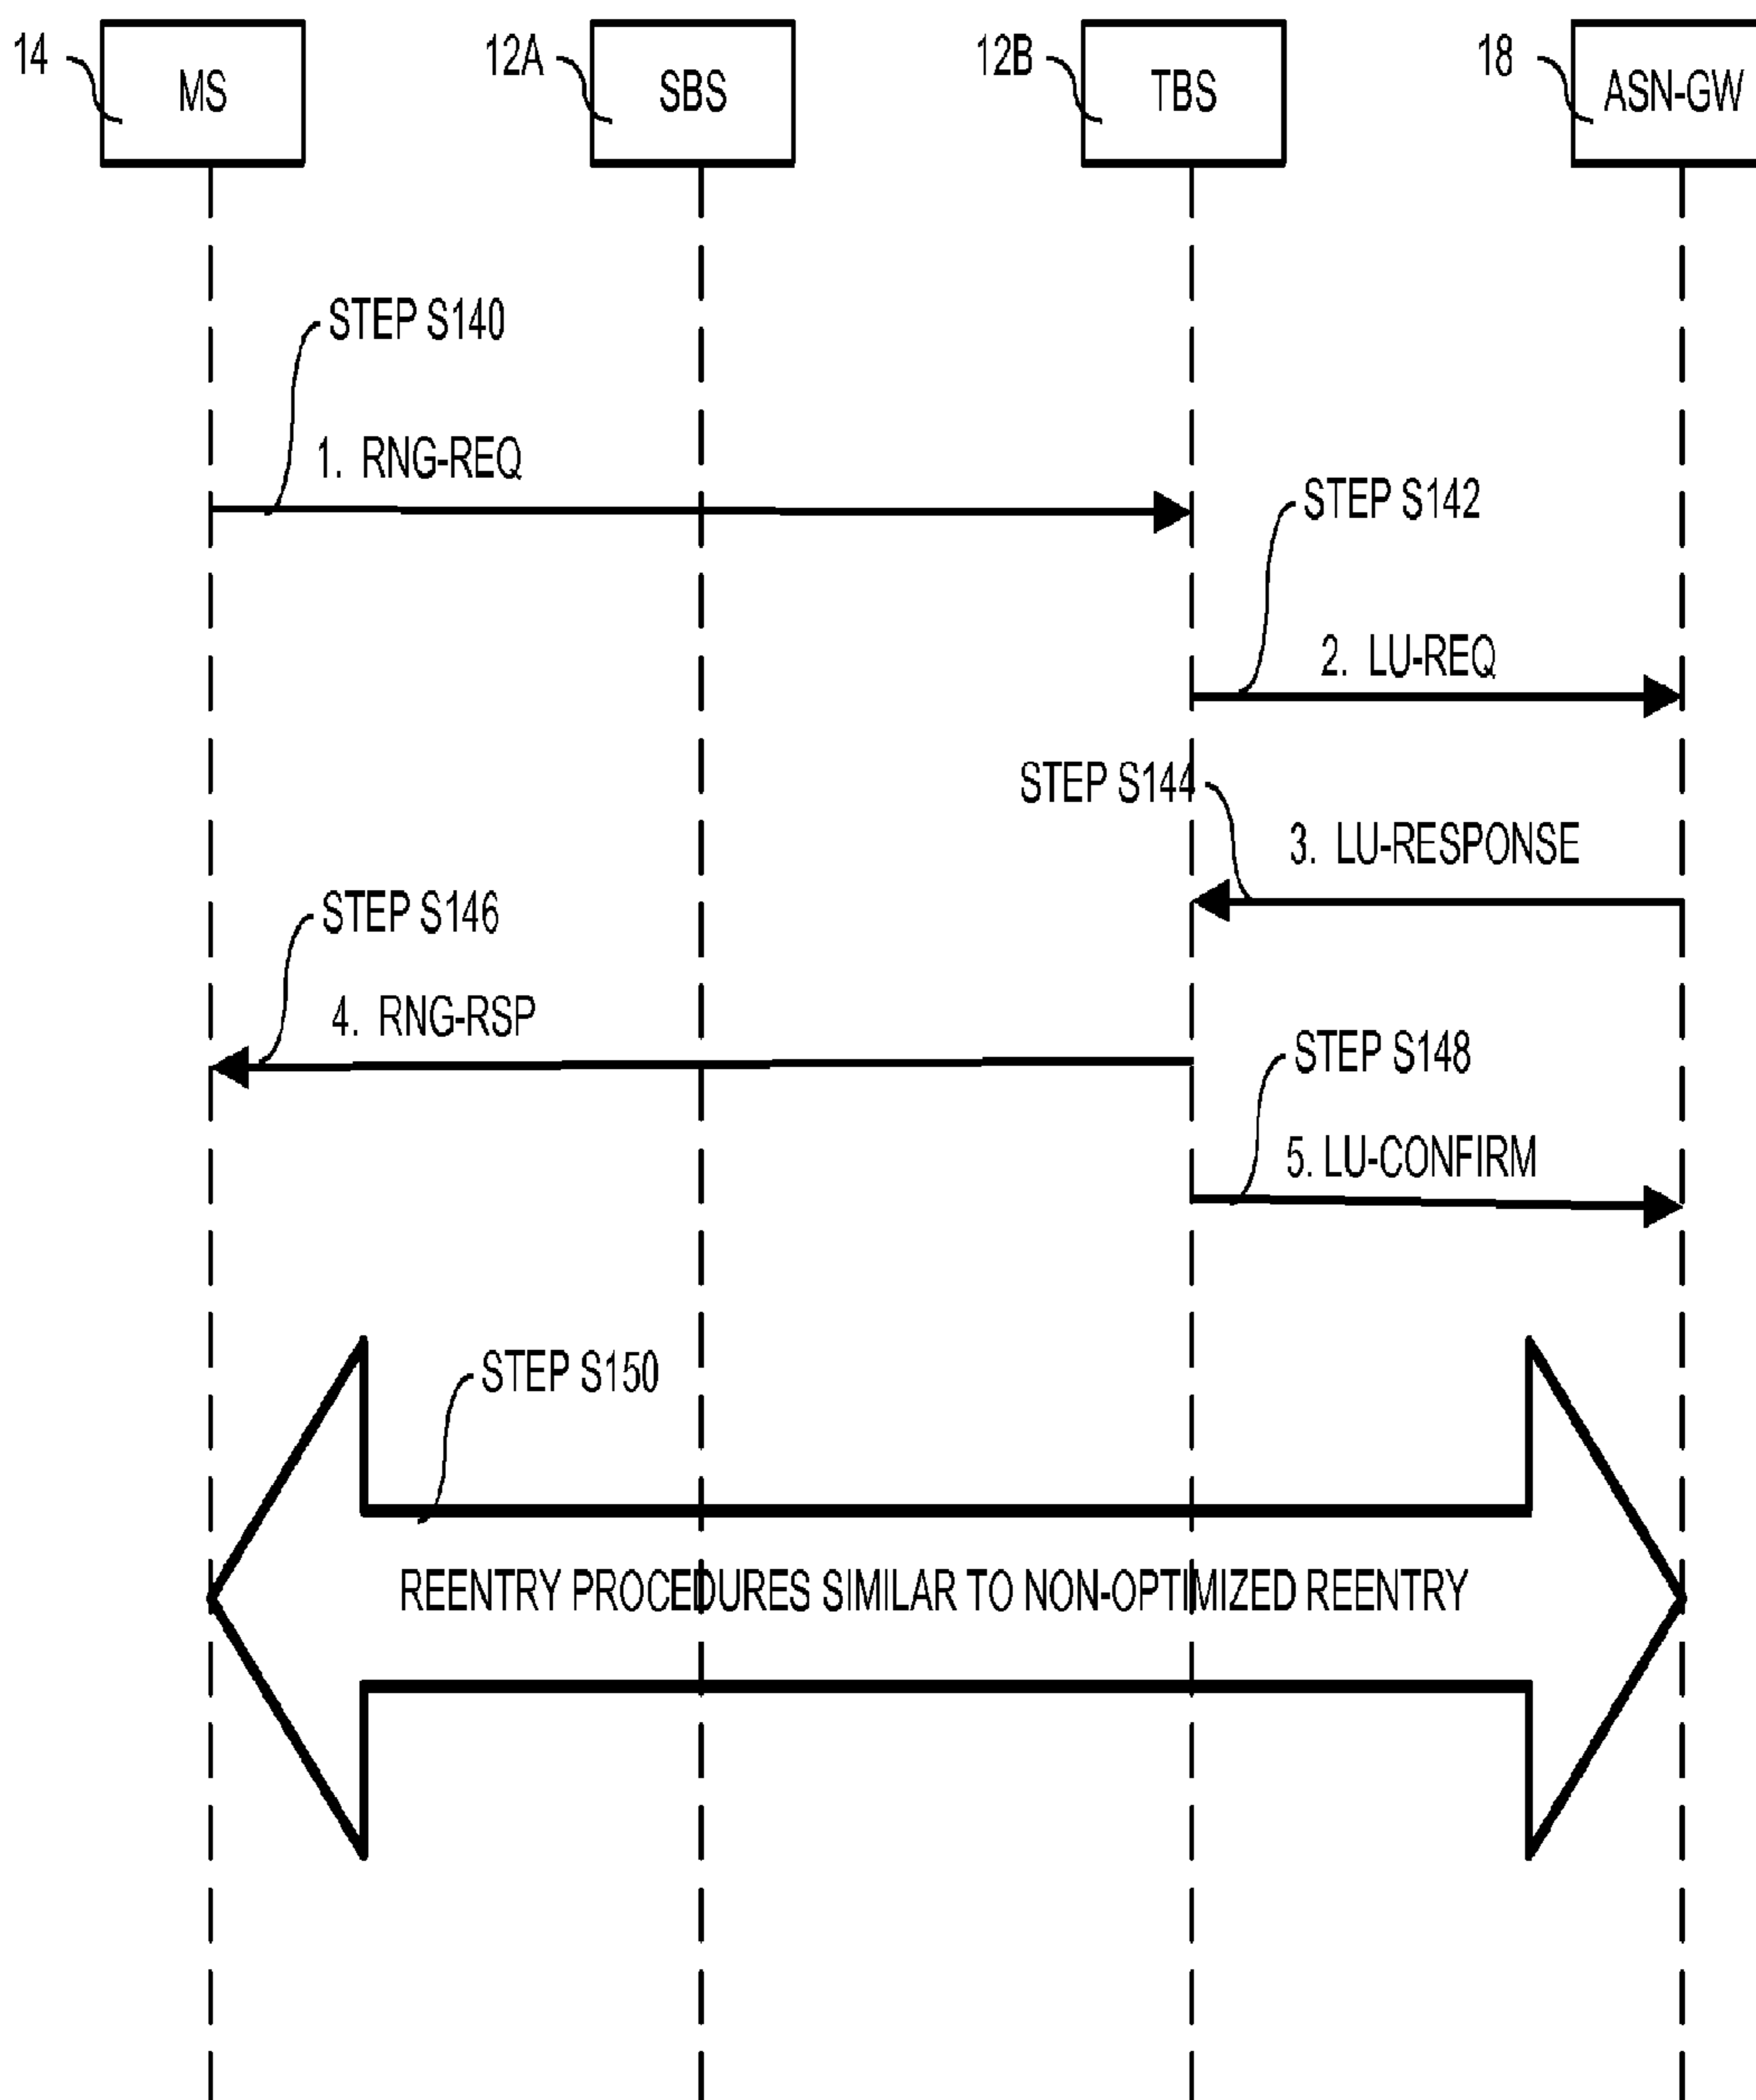 14
MS
12A
SBS
12B
TBS
18
ASN-GW
STEP S140
1. RNG-REQ
STEP S142
2. LU-REQ
STEP S144
3. LU-RESPONSE
STEP S146
4. RNG-RSP
STEP S148
5. LU-CONFIRM
STEP S150
REENTRY PROCEDURES SIMILAR TO NON-OPTIMIZED REENTRY